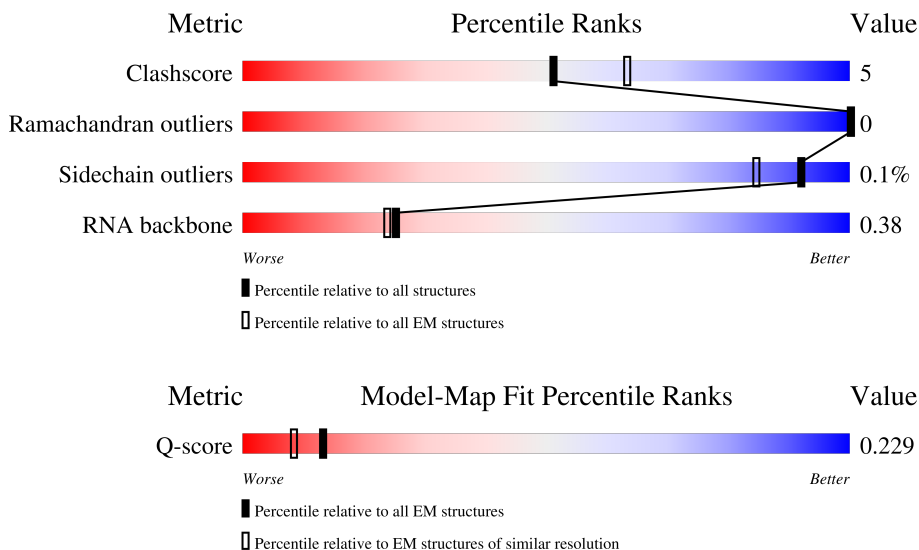 Metric Percentile Ranks Value
Clashscore 5
Ramachandran outliers 0
Sidechain outliers 0.1%
RNA backbone 0.38
Worse Better
Percentile relative to all structures
Percentile relative to all EM structures
Metric Model-Map Fit Percentile Ranks Value
Q-score 0.229
Worse Better
Percentile relative to all EM structures
Percentile relative to EM structures of similar resolution